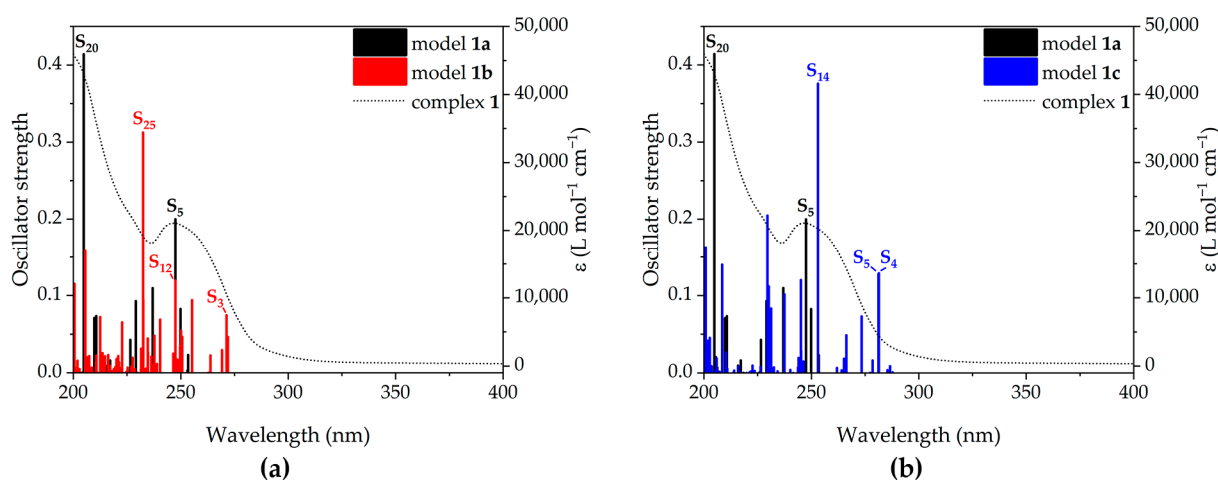 (a)
0.4
0.3
0.2
0.1
0.0
Oscillator strength
S20
S25
S5
S12
S3
model 1a
model 1b
complex 1
50,000
40,000
30,000
20,000
10,000
0
ε (L mol−1 cm−1)
200 250 300 350 400
Wavelength (nm)
(a)
(b)
0.4
0.3
0.2
0.1
0.0
Oscillator strength
S20
S14
S5
S5 S4
model 1a
model 1c
complex 1
50,000
40,000
30,000
20,000
10,000
0
ε (L mol−1 cm−1)
200 250 300 350 400
Wavelength (nm)
(b)